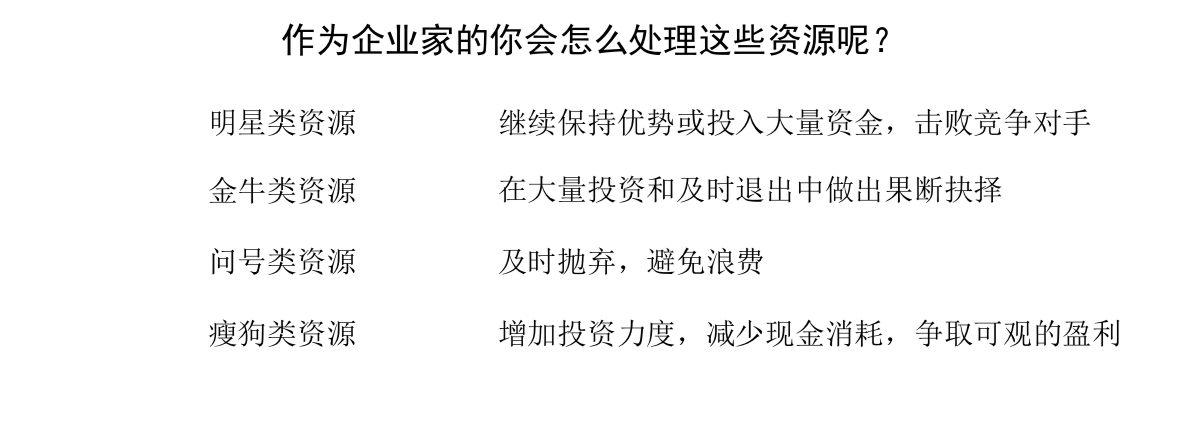 作为企业家的你会怎么处理这些资源呢？
明星类资源 继续保持优势或投入大量资金，击败竞争对手
金牛类资源 在大量投资和及时退出中做出果断抉择
问号类资源 及时抛弃，避免浪费
瘦狗类资源 增加投资力度，减少现金消耗，争取可观的盈利